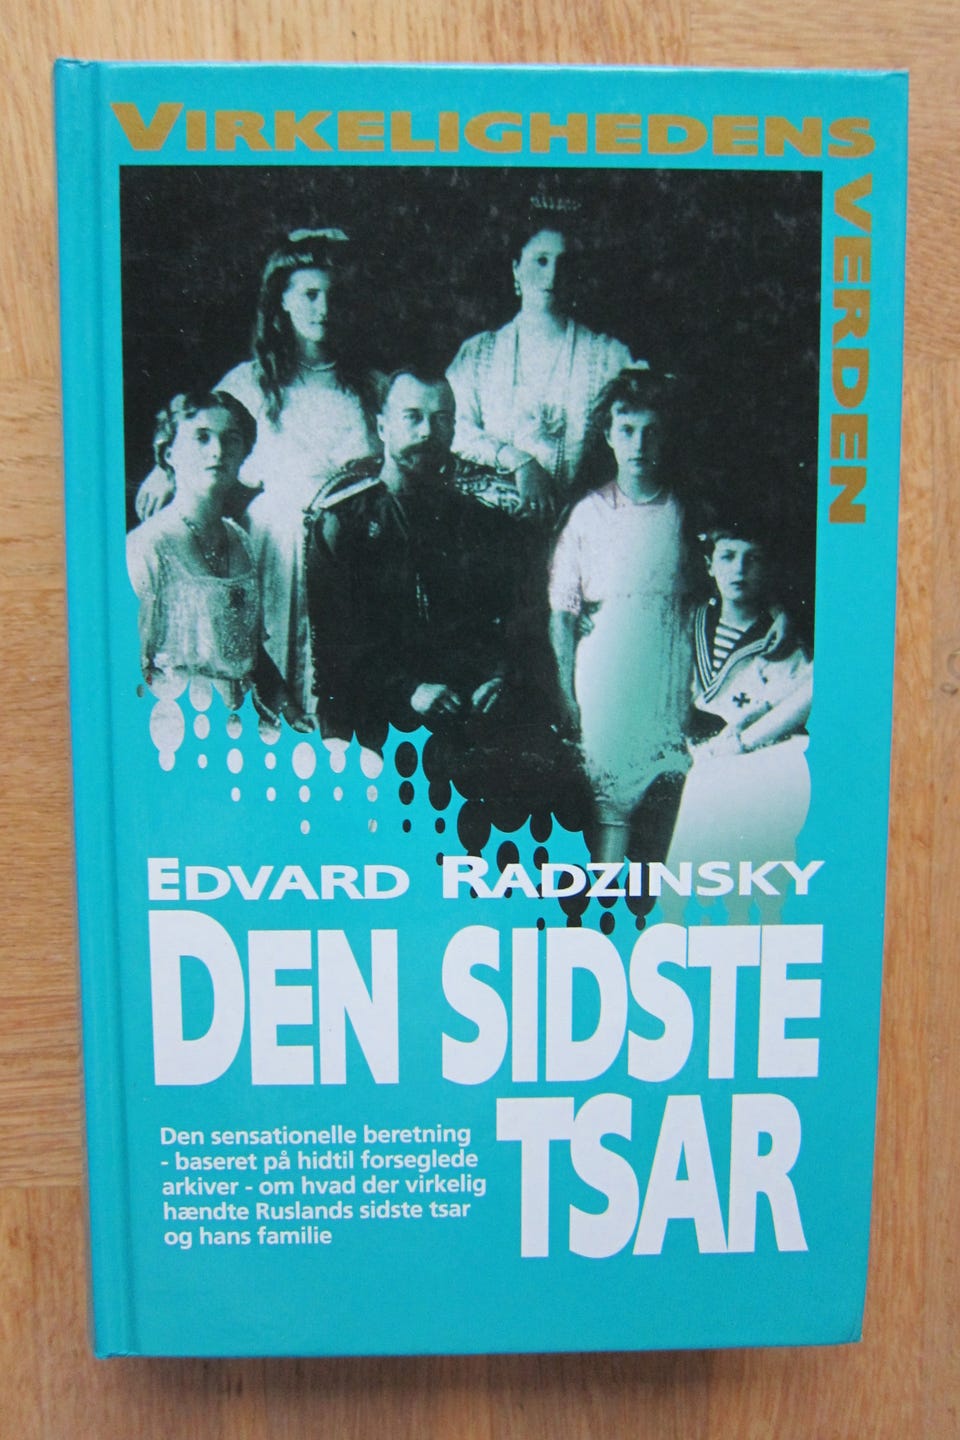 VIRKELIGHEDENS
VERDEN
EDVARD RADZINSKY
DEN SIDSTE
TSAR
Den sensationelle beretning
- baseret på hidtil forseglede
arkiver - om hvad der virkelig
hændte Ruslands sidste tsar
og hans familie